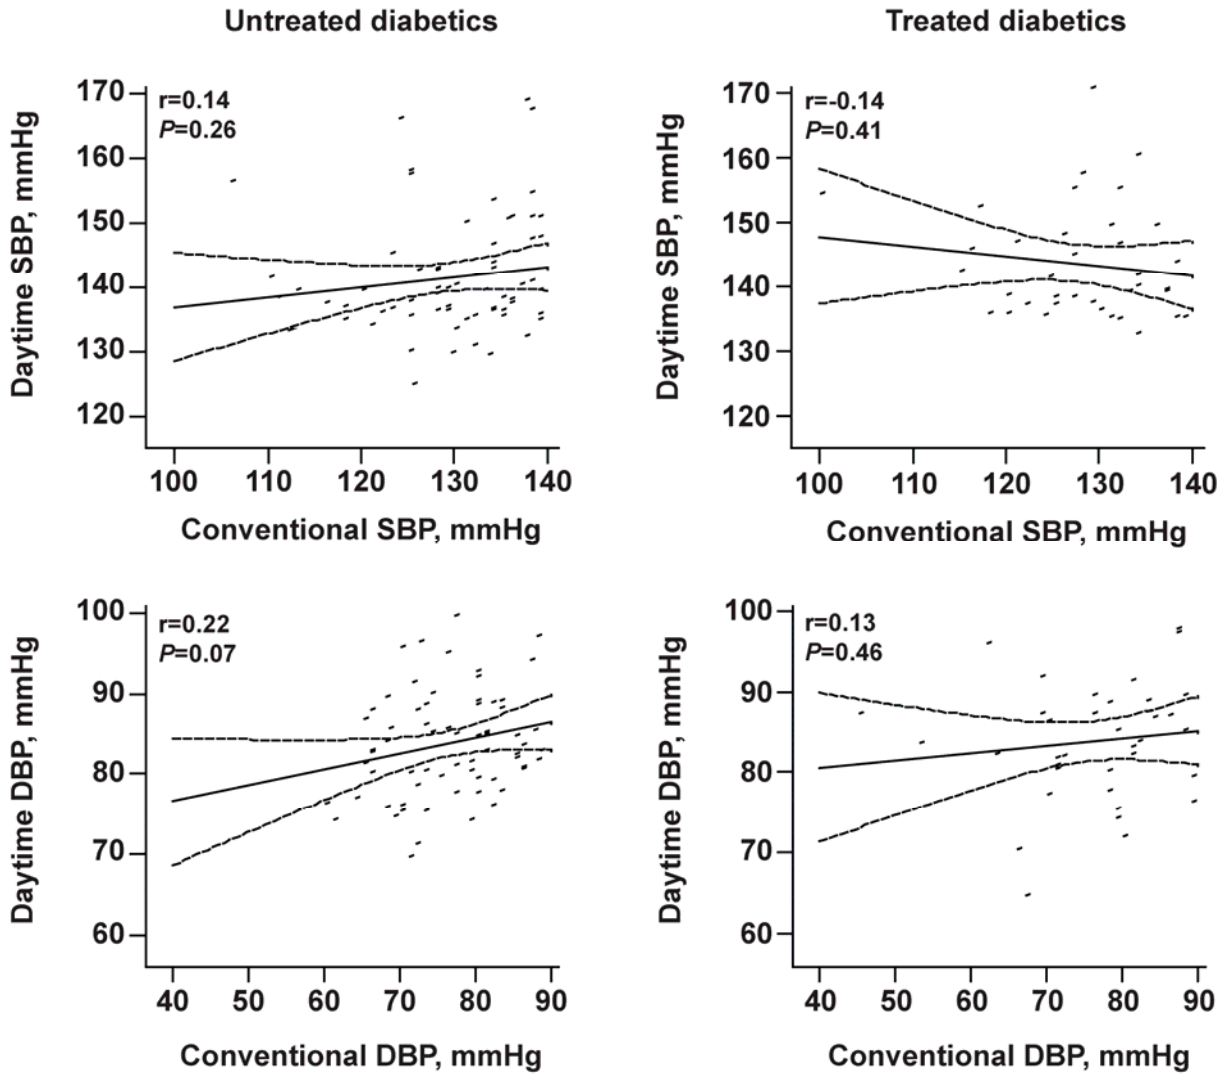 Untreated diabetics
Treated diabetics
Daytime SBP, mmHg
170
160
150
140
130
120
r=0.14
P=0.26
100 110 120 130 140
Conventional SBP, mmHg
Daytime SBP, mmHg
170
160
150
140
130
120
r=-0.14
P=0.41
100 110 120 130 140
Conventional SBP, mmHg
Daytime DBP, mmHg
100
90
80
70
60
r=0.22
P=0.07
40 50 60 70 80 90
Conventional DBP, mmHg
Daytime DBP, mmHg
100
90
80
70
60
r=0.13
P=0.46
40 50 60 70 80 90
Conventional DBP, mmHg